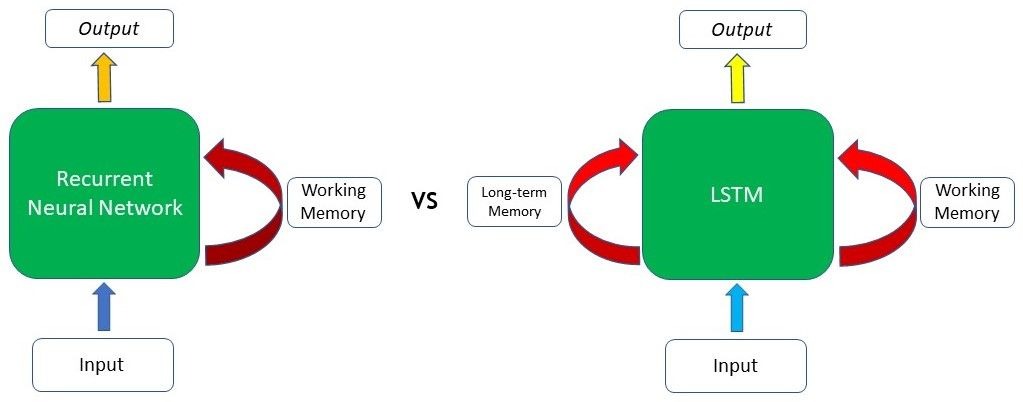 Output
Recurrent
Neural Network
Working
Memory
Input
VS
Output
Long-term
Memory
LSTM
Working
Memory
Input